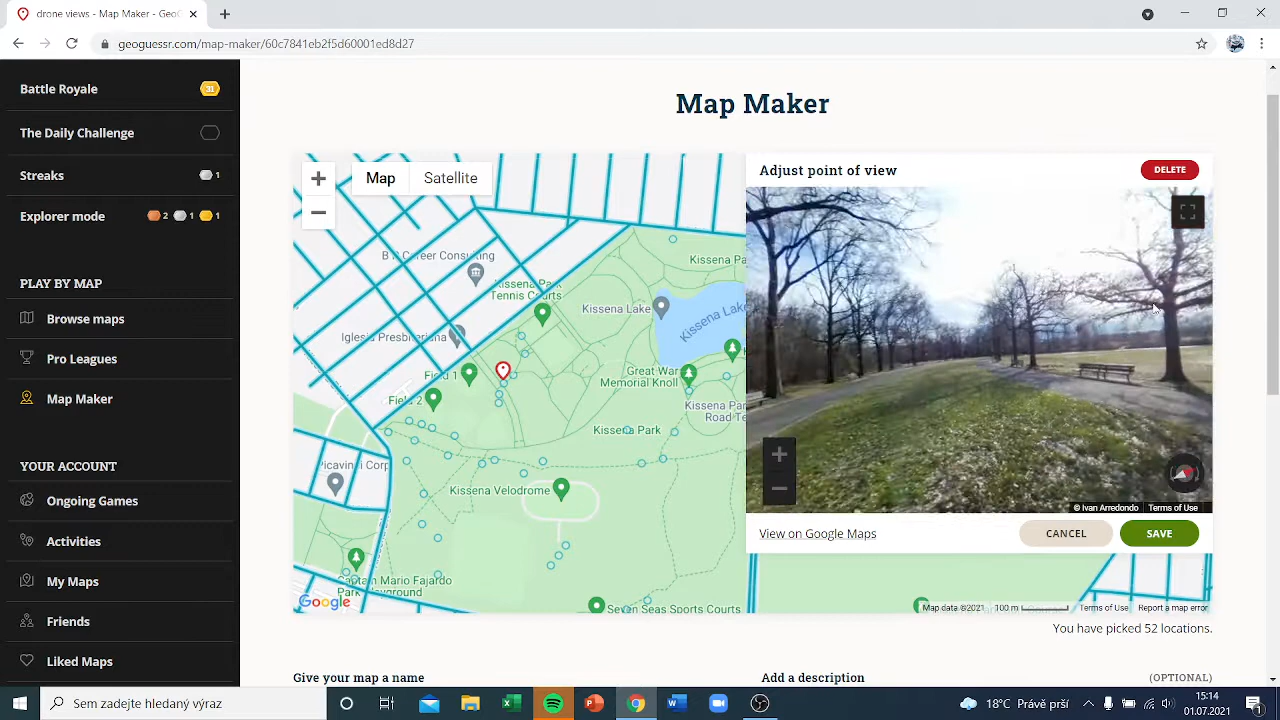 drone views - Map Maker - Geo
geoguessr.com/map-maker/60c7841eb2f5d60001ed8d27
Battle Royale
31
The Daily Challenge
Streaks
1
Explorer mode
2
1
1
PLAY BY MAP
Browse maps
Pro Leagues
Map Maker
YOUR ACCOUNT
Ongoing Games
Activities
My Maps
Friends
Liked Maps
Map Maker
Map
Satellite
Career Consulting
Kissena Park
Tennis Courts
Kissena Lake
Kissena Lake
Kissena Pa
Iglesia Presbiteriana
Field 1
Field 2
Great War
Memorial Knoll
Kissena Par
Road Te
Kissena Park
Picavini Corp
Kissena Velodrome
Captain Mario Fajardo
Park Playground
Seven Seas Sports Courts
Google
Adjust point of view
DELETE
© Ivan Arredondo
Terms of Use
View on Google Maps
CANCEL
SAVE
Map data ©2021
100 m
Terms of Use
Report a map error
You have picked 52 locations.
Give your map a name
Add a description
(OPTIONAL)
Sem zadejte hledaný výraz
18°C Právě prší
15:14
01.07.2021